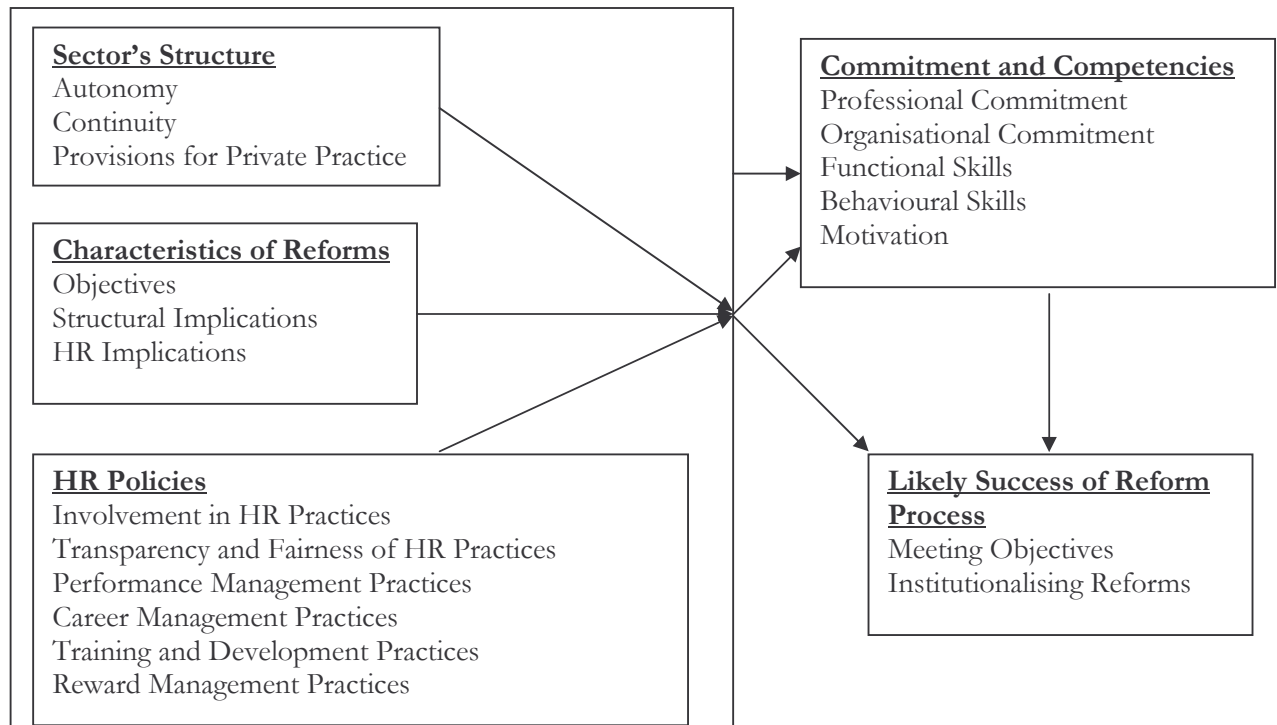 Sector’s Structure
Autonomy
Continuity
Provisions for Private Practice
Characteristics of Reforms
Objectives
Structural Implications
HR Implications
HR Policies
Involvement in HR Practices
Transparency and Fairness of HR Practices
Performance Management Practices
Career Management Practices
Training and Development Practices
Reward Management Practices
Commitment and Competencies
Professional Commitment
Organisational Commitment
Functional Skills
Behavioural Skills
Motivation
Likely Success of Reform
Process
Meeting Objectives
Institutionalising Reforms